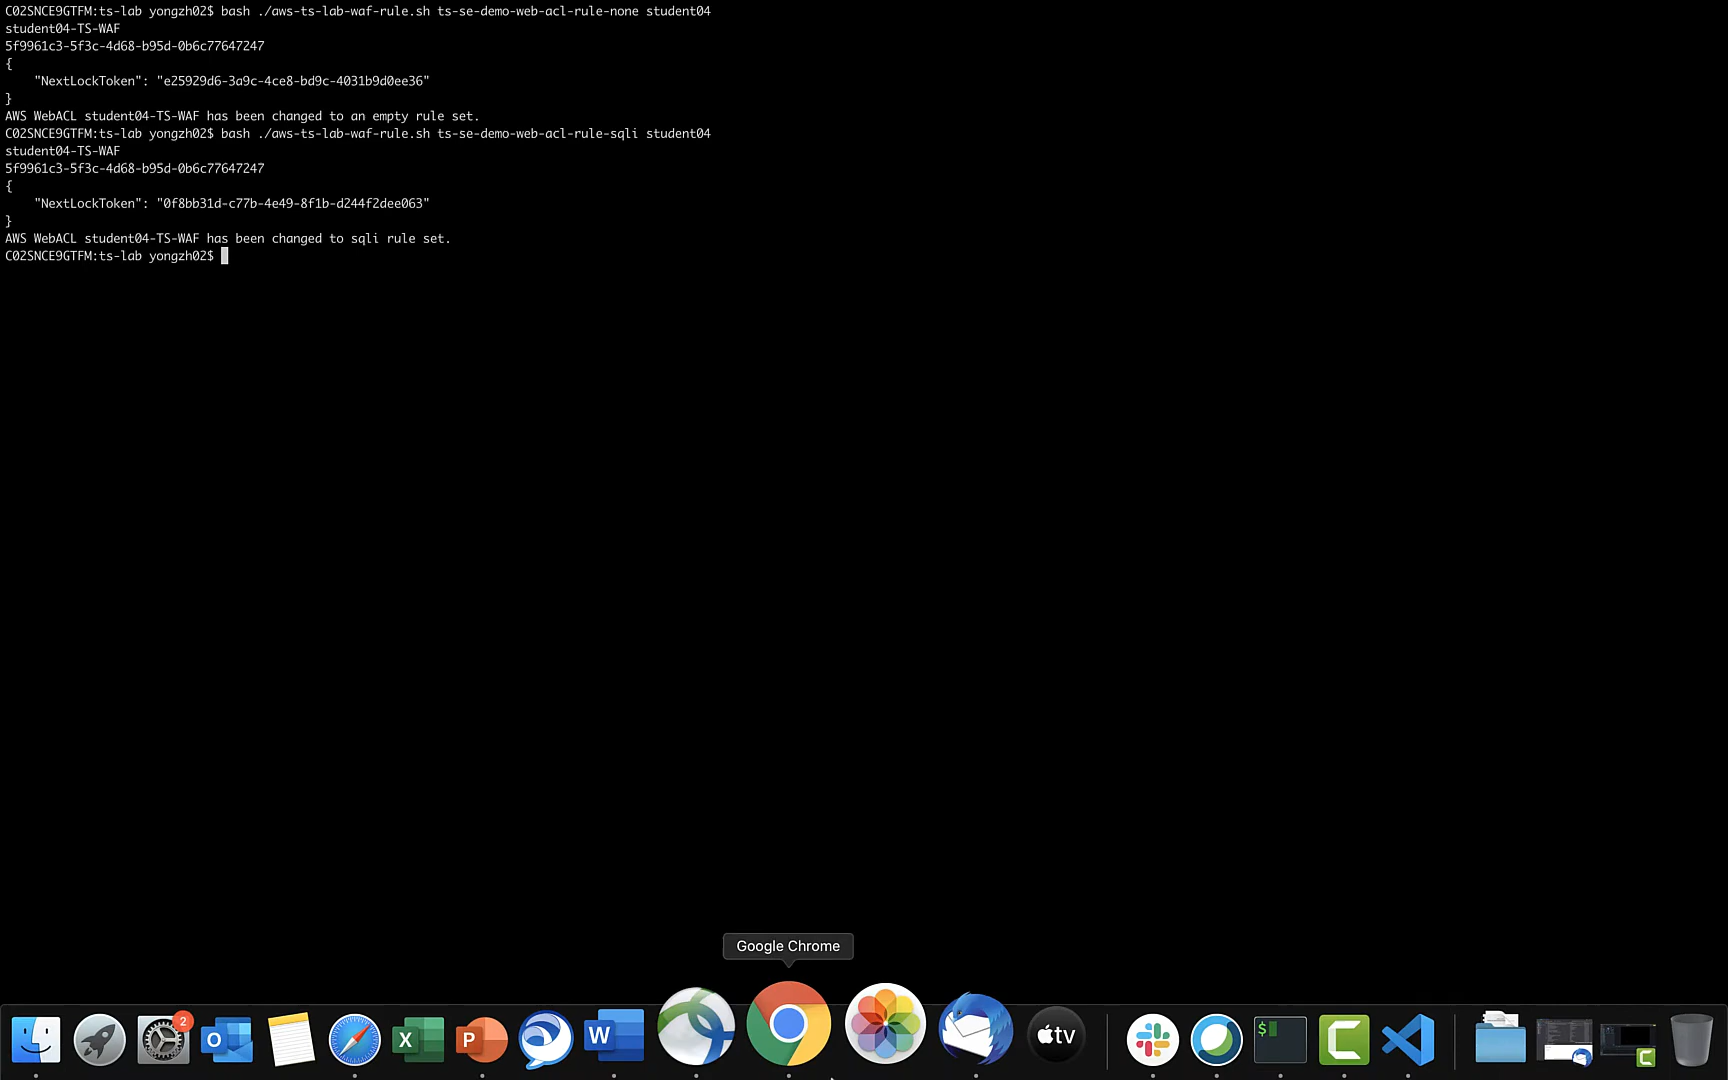 C02SNCE9GTFM:ts-lab yongzh02$ bash ./aws-ts-lab-waf-rule.sh ts-se-demo-web-acl-rule-none student04
student04-TS-WAF
5f9961c3-5f3c-4d68-b95d-0b6c77647247
{
    "NextLockToken": "e25929d6-3a9c-4ce8-bd9c-4031b9d0ee36"
}
AWS WebACL student04-TS-WAF has been changed to an empty rule set.
C02SNCE9GTFM:ts-lab yongzh02$ bash ./aws-ts-lab-waf-rule.sh ts-se-demo-web-acl-rule-sqli student04
student04-TS-WAF
5f9961c3-5f3c-4d68-b95d-0b6c77647247
{
    "NextLockToken": "0f8bb31d-c77b-4e49-8f1b-d244f2dee063"
}
AWS WebACL student04-TS-WAF has been changed to sqli rule set.
C02SNCE9GTFM:ts-lab yongzh02$
Google Chrome
2
O
X
P
W
tv
$
C
C